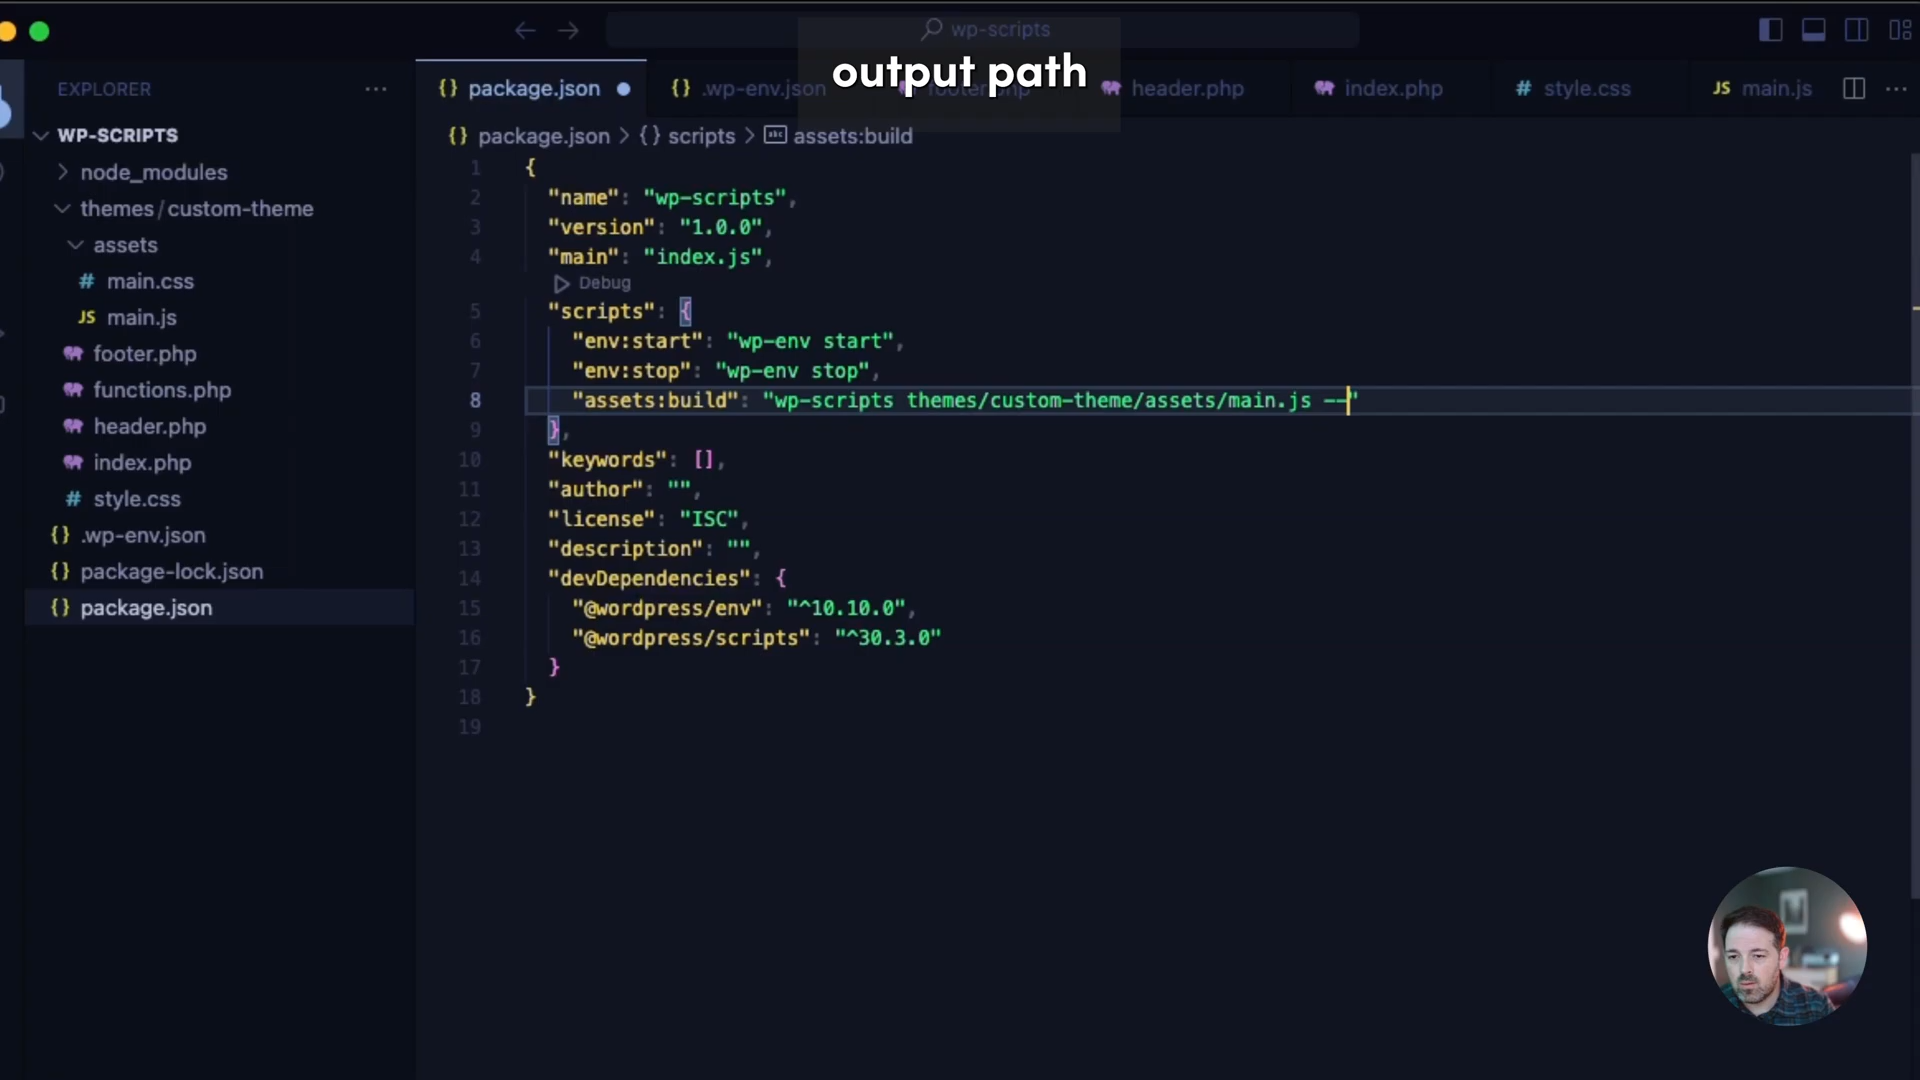 wp-scripts
output path
EXPLORER
WP-SCRIPTS
node_modules
themes/custom-theme
assets
# main.css
JS main.js
footer.php
functions.php
header.php
index.php
# style.css
{} .wp-env.json
{} package-lock.json
{} package.json
{} package.json
{} .wp-env.json
footer.php
header.php
index.php
# style.css
JS main.js
{} package.json > {} scripts > abc assets:build
1 {
2 "name": "wp-scripts",
3 "version": "1.0.0",
4 "main": "index.js",
Debug
5 "scripts": {
6 "env:start": "wp-env start",
7 "env:stop": "wp-env stop",
8 "assets:build": "wp-scripts themes/custom-theme/assets/main.js --"
9 },
10 "keywords": [],
11 "author": "",
12 "license": "ISC",
13 "description": "",
14 "devDependencies": {
15 "@wordpress/env": "^10.10.0",
16 "@wordpress/scripts": "^30.3.0"
17 }
18 }
19